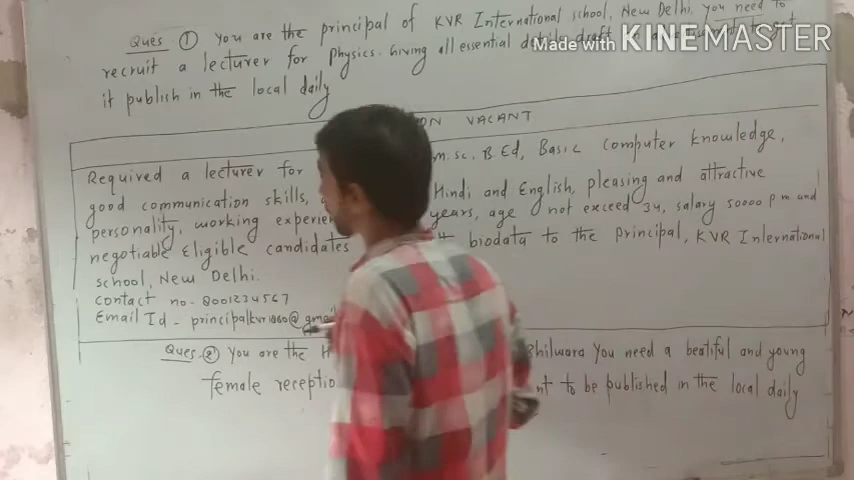 Ques ① You are the principal of KVR International school, New Delhi. You need to
Made with KINEMASTER
recruit a lecturer for Physics. Giving all essential details draft
it publish in the local daily
ON VACANT
Required a lecturer for M.Sc, B.Ed, Basic computer knowledge,
good communication skills, Hindi and English, pleasing and attractive
personality, working experien years, age not exceed 34, salary 50000 P m and
negotiable Eligible candidates biodata to the principal, KVR International
school, New Delhi.
contact no- 8001234567
Email Id - principalkvr1980@gmail
Ques- ② You are the H Bhilwara You need a beatiful and young
female receptio nt to be published in the local daily